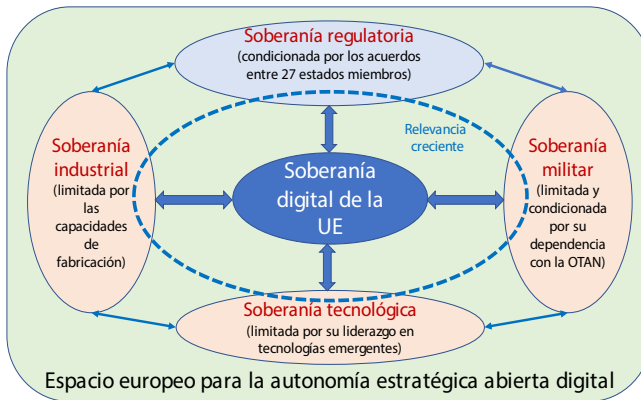 Soberanía regulatoria
(condicionada por los acuerdos
entre 27 estados miembros)
Relevancia
creciente
Soberanía
industrial
(limitada por
las
capacidades
de
fabricación)
Soberanía
digital de la
UE
Soberanía
militar
(limitada y
condicionada
por su
dependencia
con la OTAN)
Soberanía tecnológica
(limitada por su liderazgo en
tecnologías emergentes)
Espacio europeo para la autonomía estratégica abierta digital